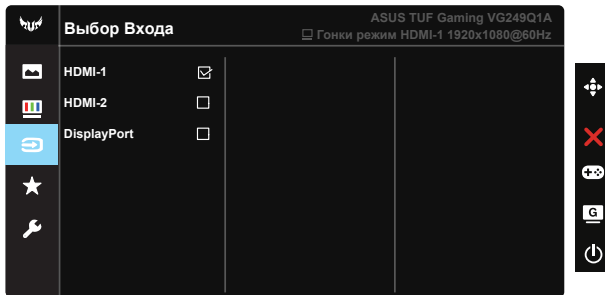 Выбор Входа
ASUS TUF Gaming VG249Q1A
Гонки режим HDMI-1 1920x1080@60Hz
HDMI-1
HDMI-2
DisplayPort
G